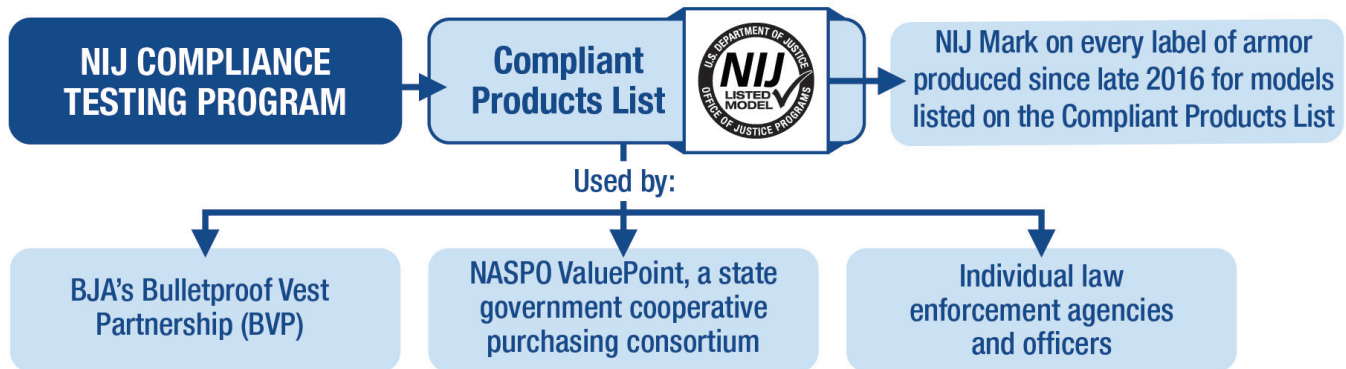 NIJ COMPLIANCE
TESTING PROGRAM
Compliant
Products List
U.S. DEPARTMENT OF JUSTICE
NIJ
LISTED
MODEL
OFFICE OF JUSTICE PROGRAMS
NIJ Mark on every label of armor
produced since late 2016 for models
listed on the Compliant Products List
Used by:
BJA's Bulletproof Vest
Partnership (BVP)
NASPO ValuePoint, a state
government cooperative
purchasing consortium
Individual law
enforcement agencies
and officers